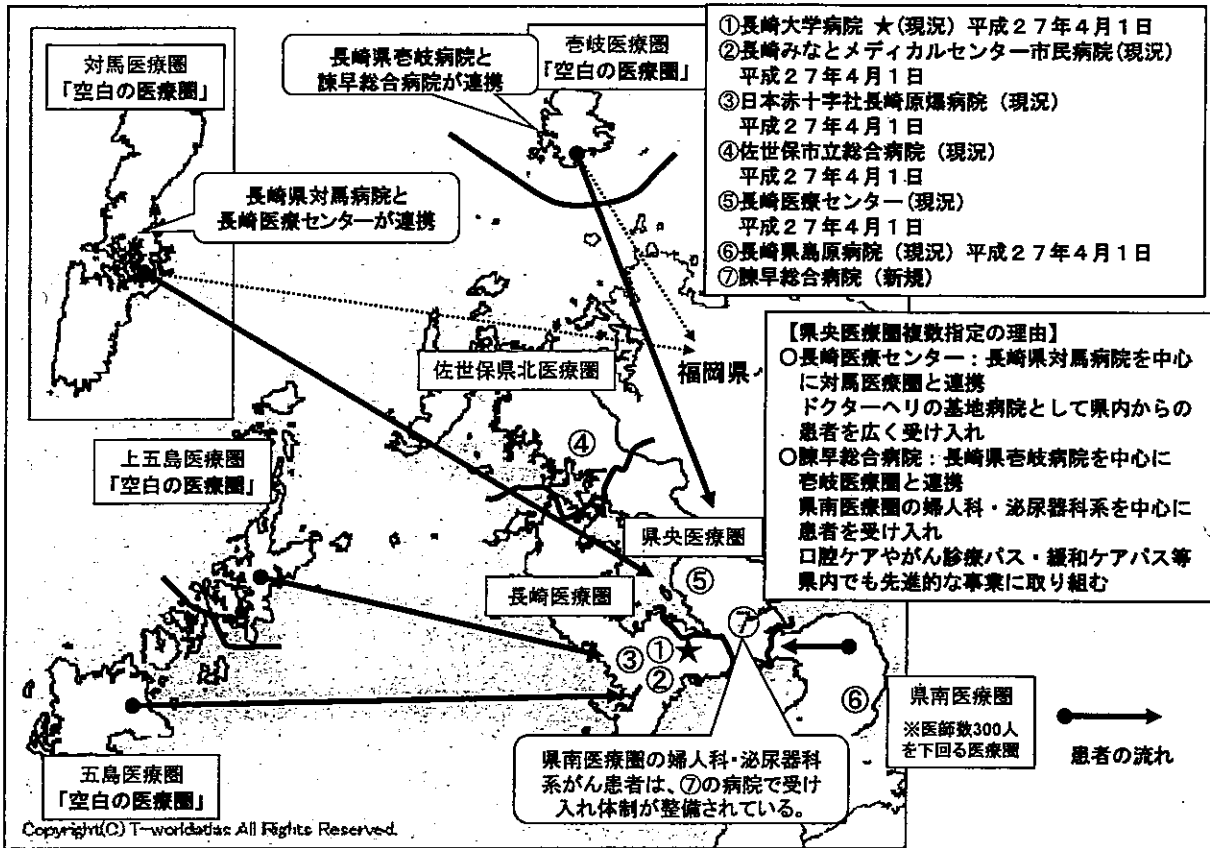 対馬医療圏
「空白の医療圏」
長崎県壱岐病院と
諫早総合病院が連携
壱岐医療圏
「空白の医療圏」
①長崎大学病院 ★(現況) 平成27年4月1日
②長崎みなとメディカルセンター市民病院(現況)
平成27年4月1日
③日本赤十字社長崎原爆病院 (現況)
平成27年4月1日
④佐世保市立総合病院 (現況)
平成27年4月1日
⑤長崎医療センター(現況)
平成27年4月1日
⑥長崎県島原病院 (現況) 平成27年4月1日
⑦諫早総合病院 (新規)
長崎県対馬病院と
長崎医療センターが連携
【県央医療圏複数指定の理由】
○長崎医療センター：長崎県対馬病院を中心
に対馬医療圏と連携
ドクターヘリの基地病院として県内からの
患者を広く受け入れ
○諫早総合病院：長崎県壱岐病院を中心に
壱岐医療圏と連携
県南医療圏の婦人科・泌尿器科系を中心に
患者を受け入れ
口腔ケアやがん診療パス・緩和ケアパス等
県内でも先進的な事業に取り組む
佐世保県北医療圏
福岡県
④
上五島医療圏
「空白の医療圏」
県央医療圏
⑤
長崎医療圏
⑦
③ ① ★
②
⑥
県南医療圏
※医師数300人
を下回る医療圏
患者の流れ
五島医療圏
「空白の医療圏」
県南医療圏の婦人科・泌尿器科
系がん患者は、⑦の病院で受け
入れ体制が整備されている。
Copyright(C) T-worldatlas All Rights Reserved.